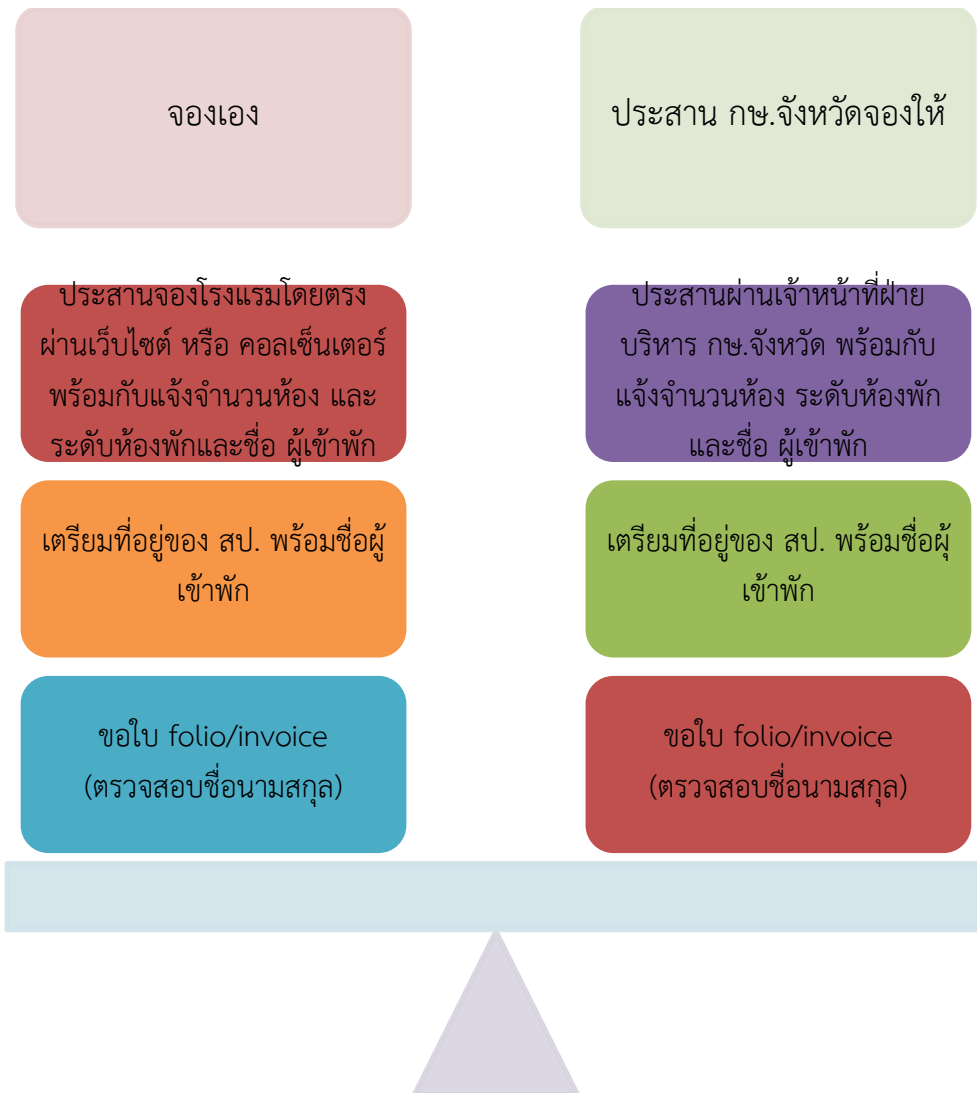 จองเอง
ประสาน กษ.จังหวัดจองให้
ประสานจองโรงแรมโดยตรง
ผ่านเว็บไซต์ หรือ คอลเซ็นเตอร์
พร้อมกับแจ้งจำนวนห้อง และ
ระดับห้องพักและชื่อ ผู้เข้าพัก
ประสานผ่านเจ้าหน้าที่ฝ่าย
บริหาร กษ.จังหวัด พร้อมกับ
แจ้งจำนวนห้อง ระดับห้องพัก
และชื่อ ผู้เข้าพัก
เตรียมที่อยู่ของ สป. พร้อมชื่อผู้
เข้าพัก
เตรียมที่อยู่ของ สป. พร้อมชื่อผุ้
เข้าพัก
ขอใบ folio/invoice
(ตรวจสอบชื่อนามสกุล)
ขอใบ folio/invoice
(ตรวจสอบชื่อนามสกุล)